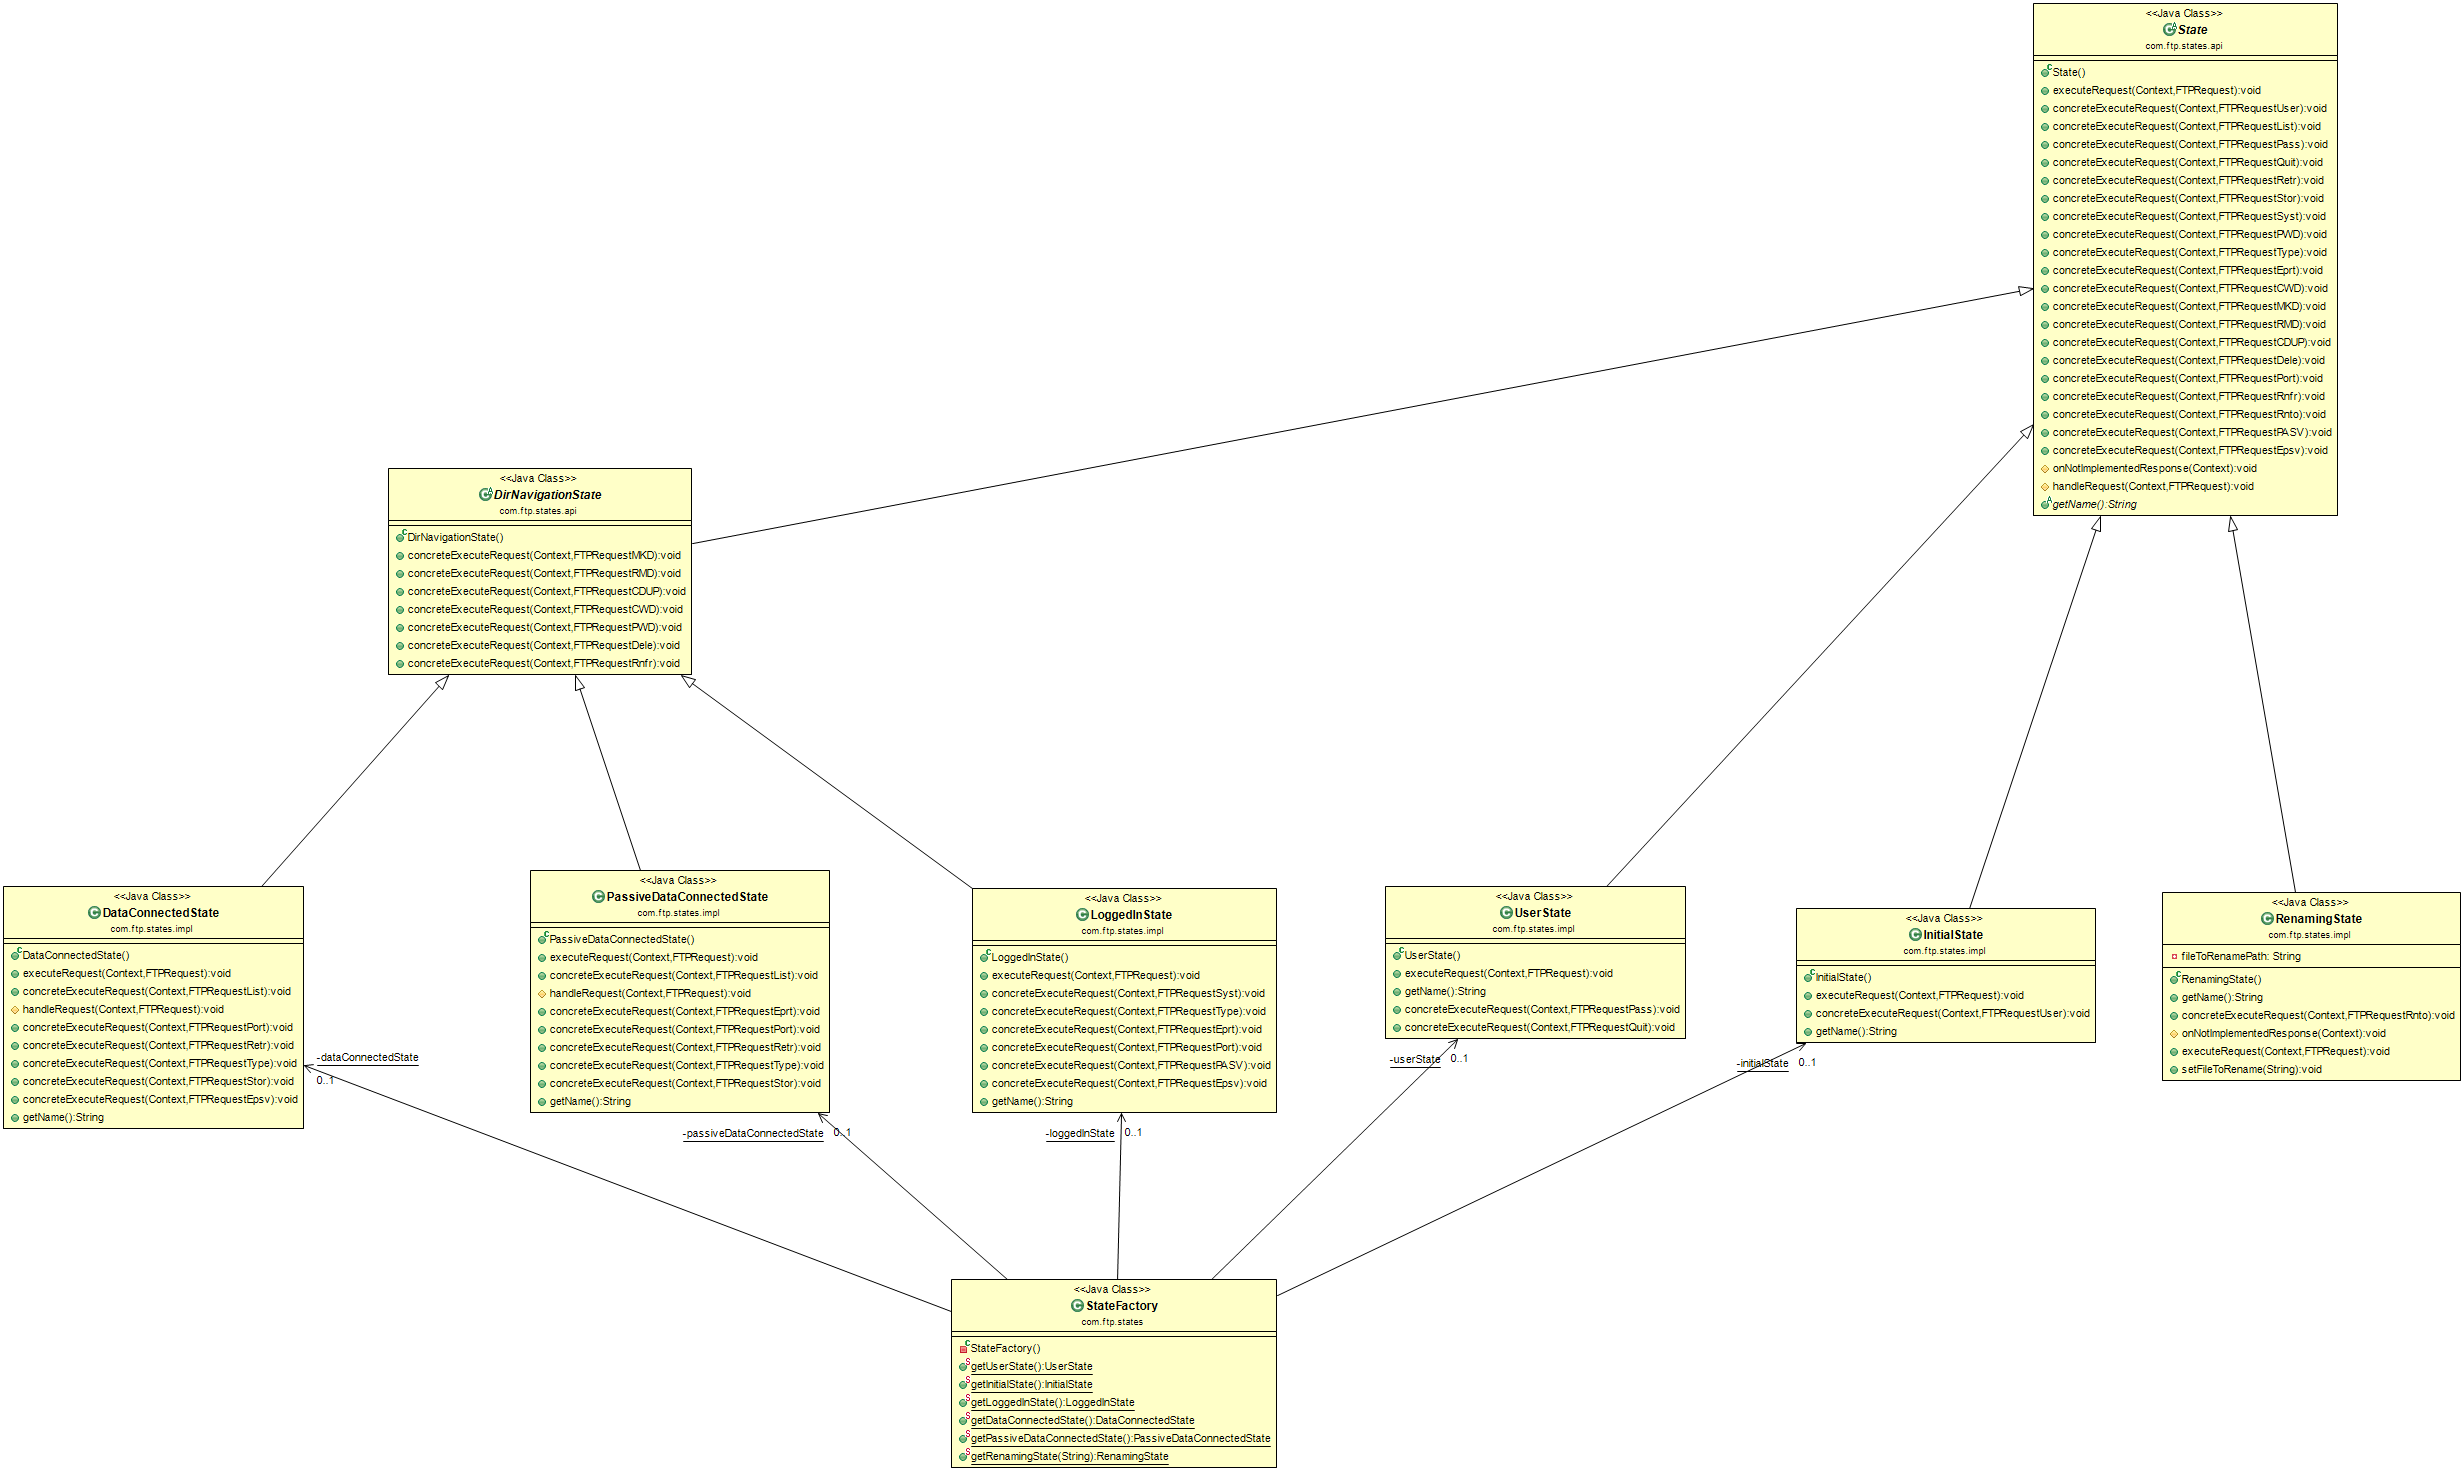 <<Java Class>>
State
com.ftp.states.api
State()
executeRequest(Context,FTPRequest):void
concreteExecuteRequest(Context,FTPRequestUser):void
concreteExecuteRequest(Context,FTPRequestList):void
concreteExecuteRequest(Context,FTPRequestPass):void
concreteExecuteRequest(Context,FTPRequestQuit):void
concreteExecuteRequest(Context,FTPRequestRetr):void
concreteExecuteRequest(Context,FTPRequestStor):void
concreteExecuteRequest(Context,FTPRequestSyst):void
concreteExecuteRequest(Context,FTPRequestPWD):void
concreteExecuteRequest(Context,FTPRequestType):void
concreteExecuteRequest(Context,FTPRequestEprt):void
concreteExecuteRequest(Context,FTPRequestCWD):void
concreteExecuteRequest(Context,FTPRequestMKD):void
concreteExecuteRequest(Context,FTPRequestRMD):void
concreteExecuteRequest(Context,FTPRequestCDUP):void
concreteExecuteRequest(Context,FTPRequestDele):void
concreteExecuteRequest(Context,FTPRequestPort):void
concreteExecuteRequest(Context,FTPRequestRnfr):void
concreteExecuteRequest(Context,FTPRequestRnto):void
concreteExecuteRequest(Context,FTPRequestPASV):void
concreteExecuteRequest(Context,FTPRequestEpsv):void
onNotImplementedResponse(Context):void
handleRequest(Context,FTPRequest):void
getName():String
<<Java Class>>
DirNavigationState
com.ftp.states.api
DirNavigationState()
concreteExecuteRequest(Context,FTPRequestMKD):void
concreteExecuteRequest(Context,FTPRequestRMD):void
concreteExecuteRequest(Context,FTPRequestCDUP):void
concreteExecuteRequest(Context,FTPRequestCWD):void
concreteExecuteRequest(Context,FTPRequestPWD):void
concreteExecuteRequest(Context,FTPRequestDele):void
concreteExecuteRequest(Context,FTPRequestRnfr):void
<<Java Class>>
DataConnectedState
com.ftp.states.impl
DataConnectedState()
executeRequest(Context,FTPRequest):void
concreteExecuteRequest(Context,FTPRequestList):void
handleRequest(Context,FTPRequest):void
concreteExecuteRequest(Context,FTPRequestPort):void
concreteExecuteRequest(Context,FTPRequestRetr):void
concreteExecuteRequest(Context,FTPRequestType):void
concreteExecuteRequest(Context,FTPRequestStor):void
concreteExecuteRequest(Context,FTPRequestEpsv):void
getName():String
-dataConnectedState
0..1
<<Java Class>>
PassiveDataConnectedState
com.ftp.states.impl
PassiveDataConnectedState()
executeRequest(Context,FTPRequest):void
concreteExecuteRequest(Context,FTPRequestList):void
handleRequest(Context,FTPRequest):void
concreteExecuteRequest(Context,FTPRequestEprt):void
concreteExecuteRequest(Context,FTPRequestPort):void
concreteExecuteRequest(Context,FTPRequestRetr):void
concreteExecuteRequest(Context,FTPRequestType):void
concreteExecuteRequest(Context,FTPRequestStor):void
getName():String
-passiveDataConnectedState 0..1
<<Java Class>>
LoggedInState
com.ftp.states.impl
LoggedInState()
executeRequest(Context,FTPRequest):void
concreteExecuteRequest(Context,FTPRequestSyst):void
concreteExecuteRequest(Context,FTPRequestType):void
concreteExecuteRequest(Context,FTPRequestEprt):void
concreteExecuteRequest(Context,FTPRequestPort):void
concreteExecuteRequest(Context,FTPRequestPASV):void
concreteExecuteRequest(Context,FTPRequestEpsv):void
getName():String
-loggedInState 0..1
<<Java Class>>
UserState
com.ftp.states.impl
UserState()
executeRequest(Context,FTPRequest):void
getName():String
concreteExecuteRequest(Context,FTPRequestPass):void
concreteExecuteRequest(Context,FTPRequestQuit):void
-userState 0..1
<<Java Class>>
InitialState
com.ftp.states.impl
InitialState()
executeRequest(Context,FTPRequest):void
concreteExecuteRequest(Context,FTPRequestUser):void
getName():String
-initialState 0..1
<<Java Class>>
RenamingState
com.ftp.states.impl
fileToRenamePath: String
RenamingState()
getName():String
concreteExecuteRequest(Context,FTPRequestRnto):void
onNotImplementedResponse(Context):void
executeRequest(Context,FTPRequest):void
setFileToRename(String):void
<<Java Class>>
StateFactory
com.ftp.states
StateFactory()
getUserState():UserState
getInitialState():InitialState
getLoggedInState():LoggedInState
getDataConnectedState():DataConnectedState
getPassiveDataConnectedState():PassiveDataConnectedState
getRenamingState(String):RenamingState